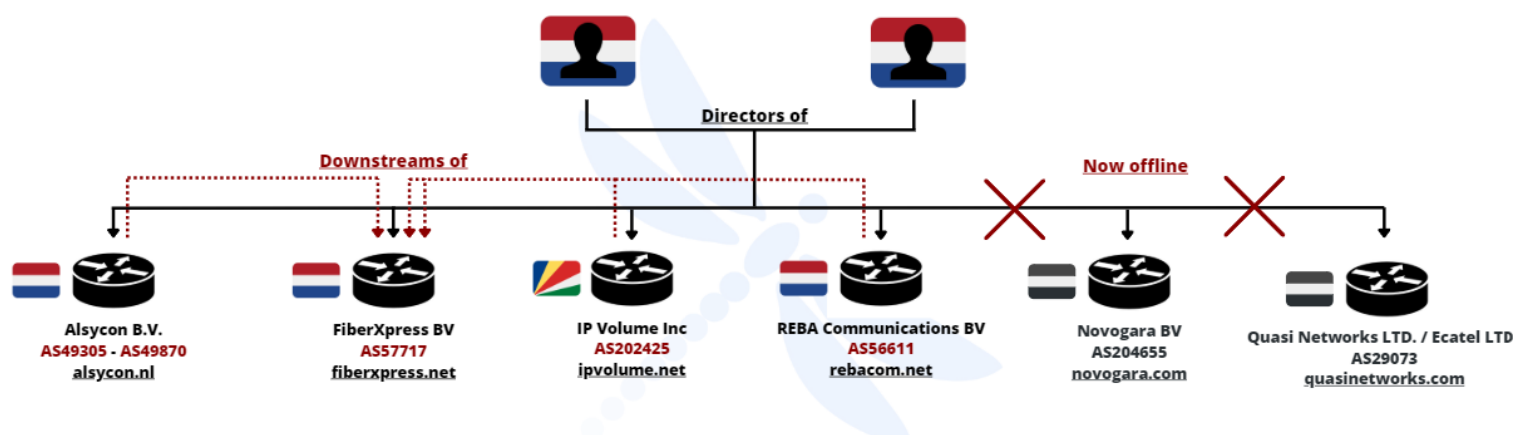 Directors of
Downstreams of
Now offline
Alsycon B.V.
AS49305 - AS49870
alsycon.nl
FiberXpress BV
AS57717
fiberxpress.net
IP Volume Inc
AS202425
ipvolume.net
REBA Communications BV
AS56611
rebacom.net
Novogara BV
AS204655
novogara.com
Quasi Networks LTD. / Ecatel LTD
AS29073
quasinetworks.com